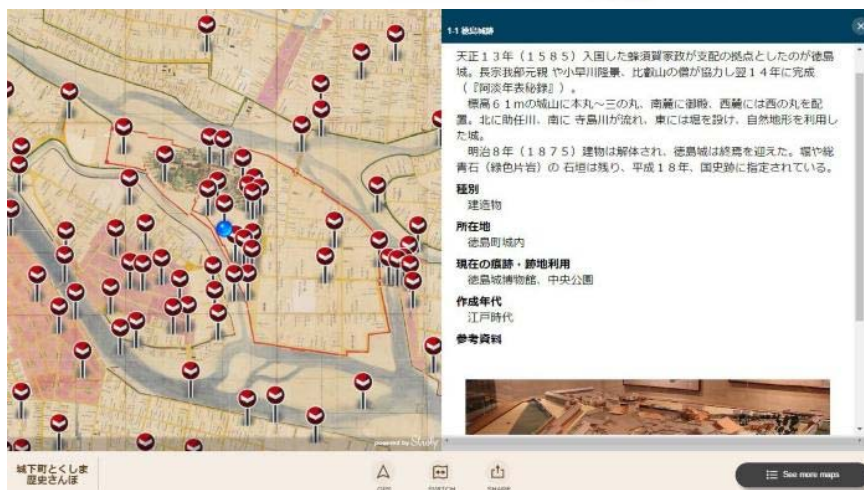 1-1 徳島城跡
天正13年（1585）入国した蜂須賀家政が支配の拠点としたのが徳島
城。長宗我部元親 や小早川隆景、比叡山の僧が協力し翌14年に完成
（『阿淡年表秘録』）。
標高61mの城山に本丸～三の丸、南麓に御殿、西麓には西の丸を配
置。北に助任川、南に 寺島川が流れ、東には堀を設け、自然地形を利用し
た城。
明治8年（1875）建物は解体され、徳島城は終焉を迎えた。堀や総
青石（緑色片岩）の 石垣は残り、平成18年、国史跡に指定されている。
種別
建造物
所在地
徳島町城内
現在の痕跡・跡地利用
徳島城博物館、中央公園
作成年代
江戸時代
参考資料
powered by Stroly
城下町とくしま
歴史さんぽ
See more maps